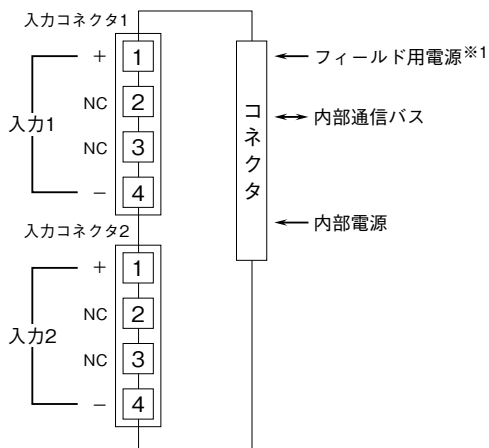 入力コネクタ1
+ 1
NC 2
入力1
NC 3
− 4
入力コネクタ2
+ 1
NC 2
入力2
NC 3
− 4
コネクタ
フィールド用電源※1
内部通信バス
内部電源